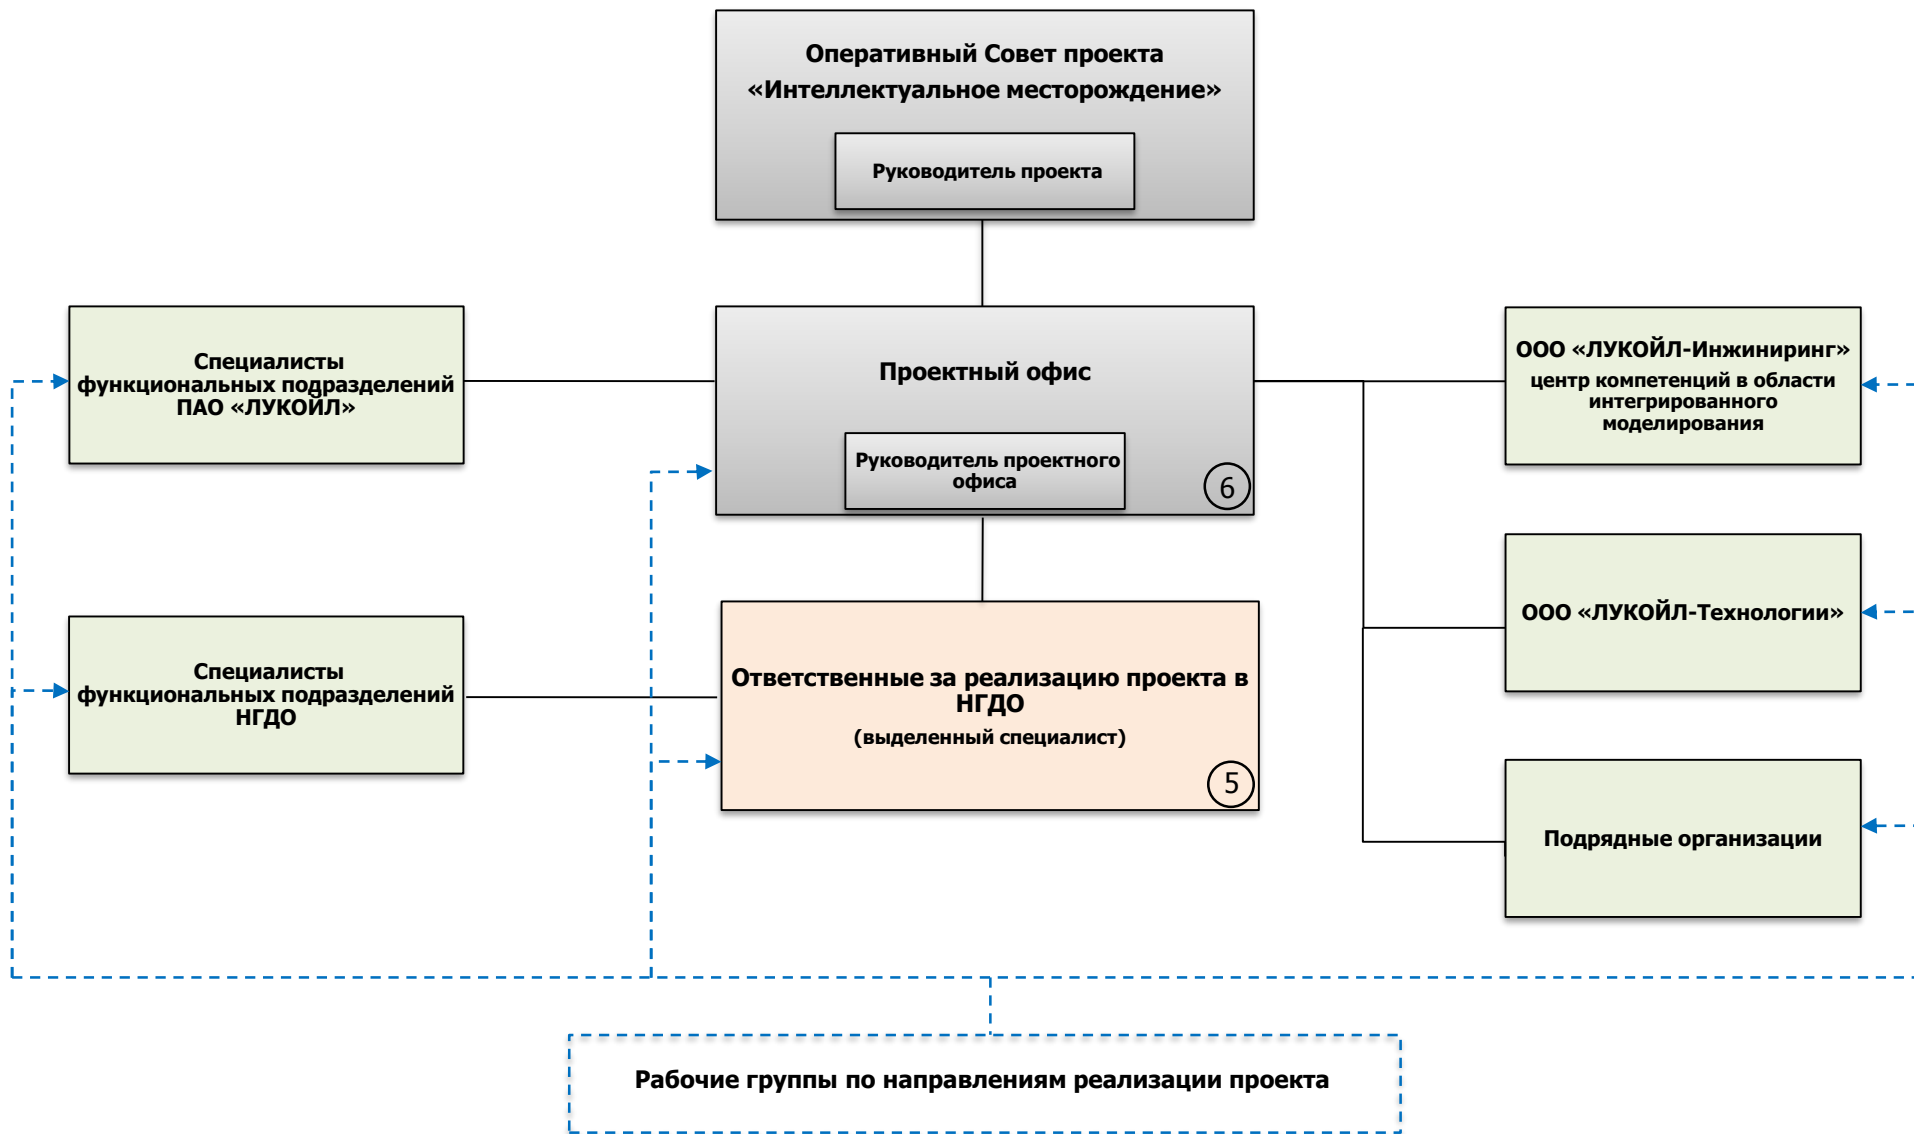 Оперативный Совет проекта
«Интеллектуальное месторождение»
Руководитель проекта
Специалисты
функциональных подразделений
ПАО «ЛУКОЙЛ»
Проектный офис
Руководитель проектного
офиса
6
ООО «ЛУКОЙЛ-Инжиниринг»
центр компетенций в области
интегрированного
моделирования
Специалисты
функциональных подразделений
НГДО
Ответственные за реализацию проекта в
НГДО
(выделенный специалист)
5
ООО «ЛУКОЙЛ-Технологии»
Подрядные организации
Рабочие группы по направлениям реализации проекта